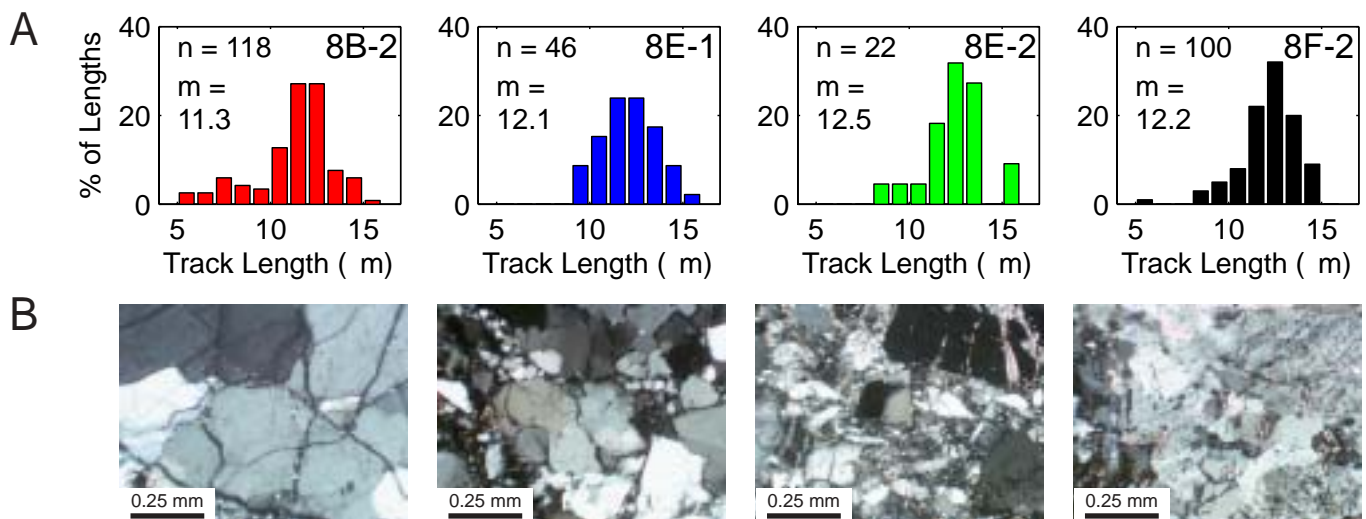 A
% of Lengths
40
20
0
n = 118
8B-2
m =
11.3
5
10
15
Track Length ( m)
40
20
0
n = 46
8E-1
m =
12.1
10
15
Track Length ( m)
40
20
0
n = 22
8E-2
m =
12.5
5
10
15
Track Length ( m)
40
20
0
n = 100
8F-2
m =
12.2
5
10
15
Track Length ( m)
B
0.25 mm
0.25 mm
0.25 mm
0.25 mm